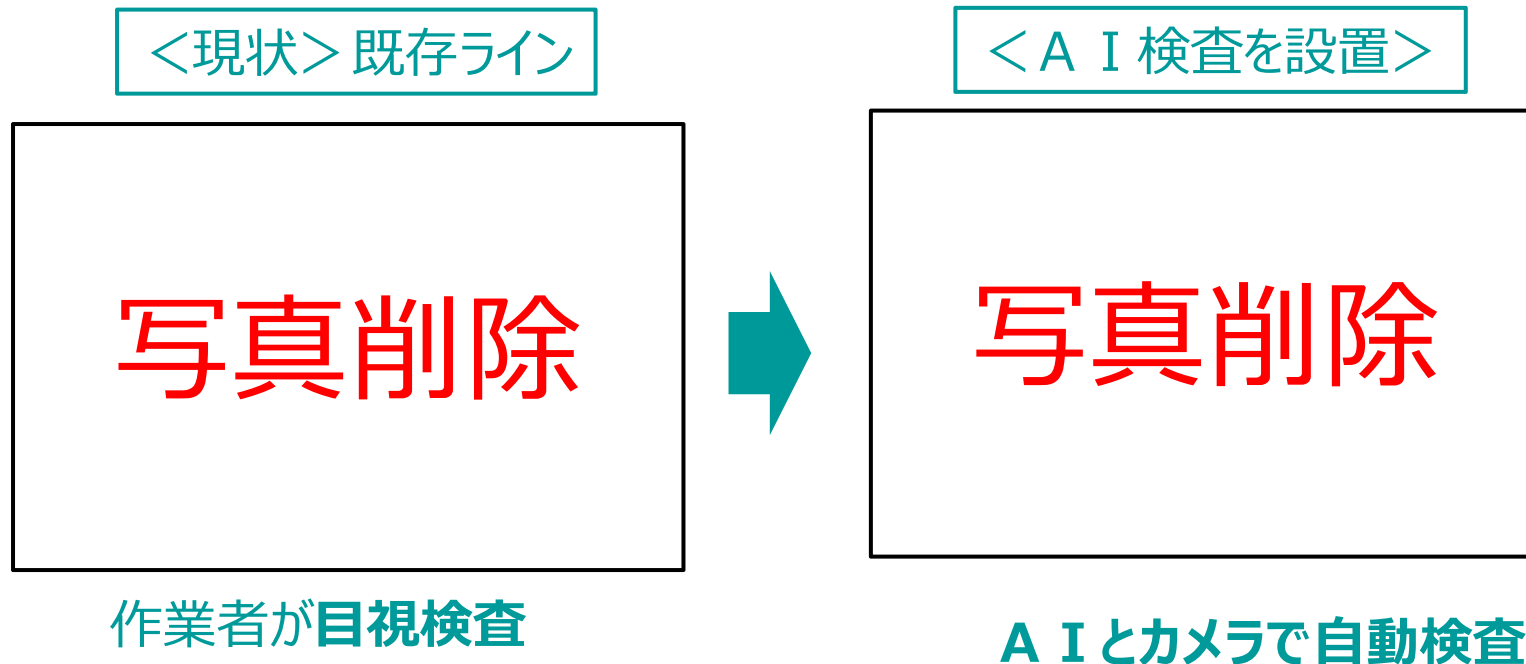 ＜現状＞既存ライン
＜ＡＩ検査を設置＞
写真削除
写真削除
作業者が目視検査
ＡＩとカメラで自動検査